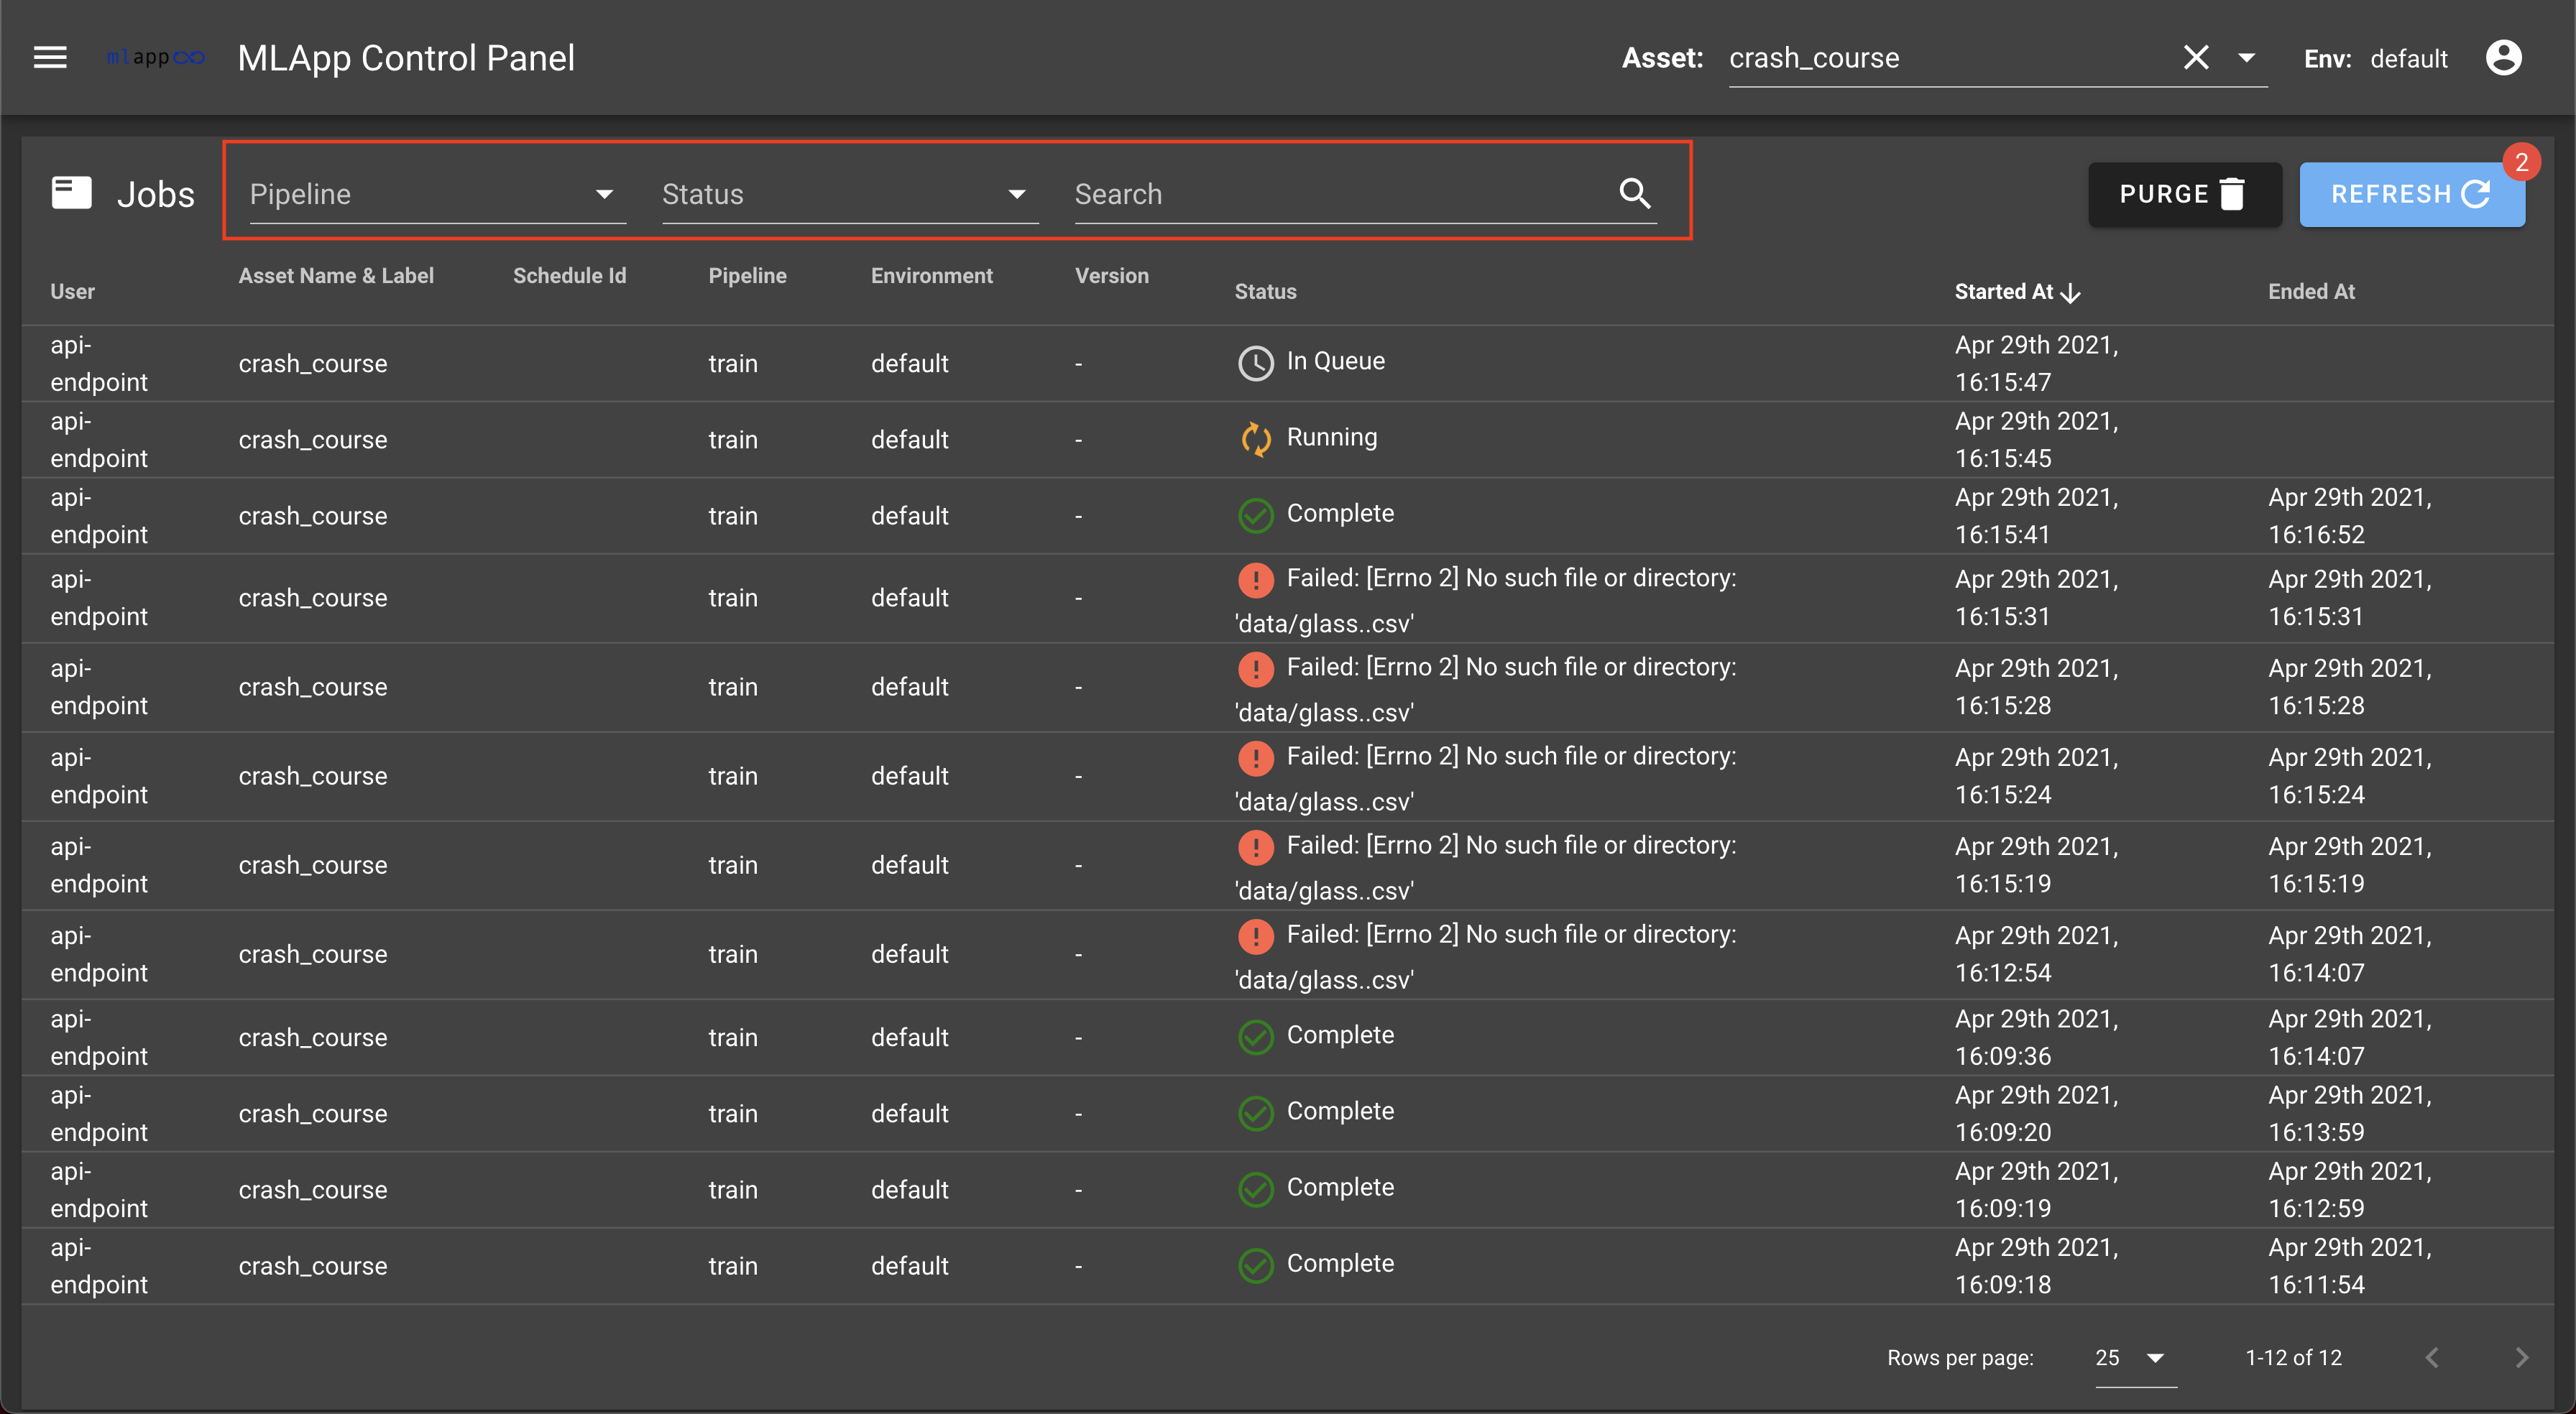 mlapp MLApp Control Panel Asset: crash_course Env: default
Jobs Pipeline Status Search PURGE REFRESH 2
User Asset Name & Label Schedule Id Pipeline Environment Version Status Started At Ended At
api- crash_course train default - In Queue Apr 29th 2021,
endpoint 16:15:47
api- crash_course train default - Running Apr 29th 2021,
endpoint 16:15:45
api- crash_course train default - Complete Apr 29th 2021, Apr 29th 2021,
endpoint 16:15:41 16:16:52
api- crash_course train default - Failed: [Errno 2] No such file or directory: Apr 29th 2021, Apr 29th 2021,
endpoint 'data/glass..csv' 16:15:31 16:15:31
api- crash_course train default - Failed: [Errno 2] No such file or directory: Apr 29th 2021, Apr 29th 2021,
endpoint 'data/glass..csv' 16:15:28 16:15:28
api- crash_course train default - Failed: [Errno 2] No such file or directory: Apr 29th 2021, Apr 29th 2021,
endpoint 'data/glass..csv' 16:15:24 16:15:24
api- crash_course train default - Failed: [Errno 2] No such file or directory: Apr 29th 2021, Apr 29th 2021,
endpoint 'data/glass..csv' 16:15:19 16:15:19
api- crash_course train default - Failed: [Errno 2] No such file or directory: Apr 29th 2021, Apr 29th 2021,
endpoint 'data/glass..csv' 16:12:54 16:14:07
api- crash_course train default - Complete Apr 29th 2021, Apr 29th 2021,
endpoint 16:09:36 16:14:07
api- crash_course train default - Complete Apr 29th 2021, Apr 29th 2021,
endpoint 16:09:20 16:13:59
api- crash_course train default - Complete Apr 29th 2021, Apr 29th 2021,
endpoint 16:09:19 16:12:59
api- crash_course train default - Complete Apr 29th 2021, Apr 29th 2021,
endpoint 16:09:18 16:11:54
Rows per page: 25 1-12 of 12